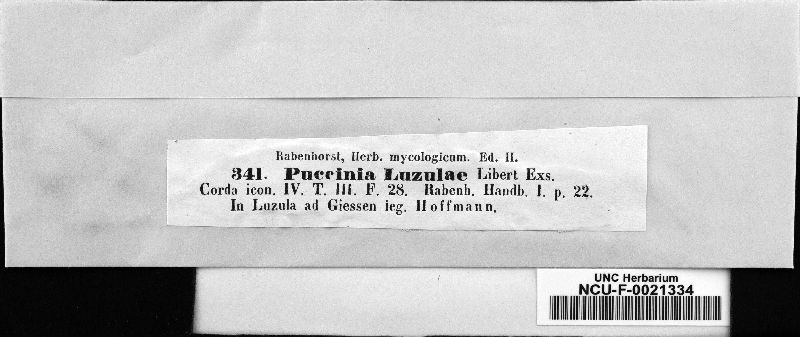 Rabenhorst, Herb. mycologicum. Ed. II.
341. Puccinia Luzulae Libert Exs.
Corda icon. IV. T. III. F. 28. Rabenh. Handb. I. p. 22.
In Luzula ad Giessen leg. Hoffmann.
UNC Herbarium
NCU-F-0021334